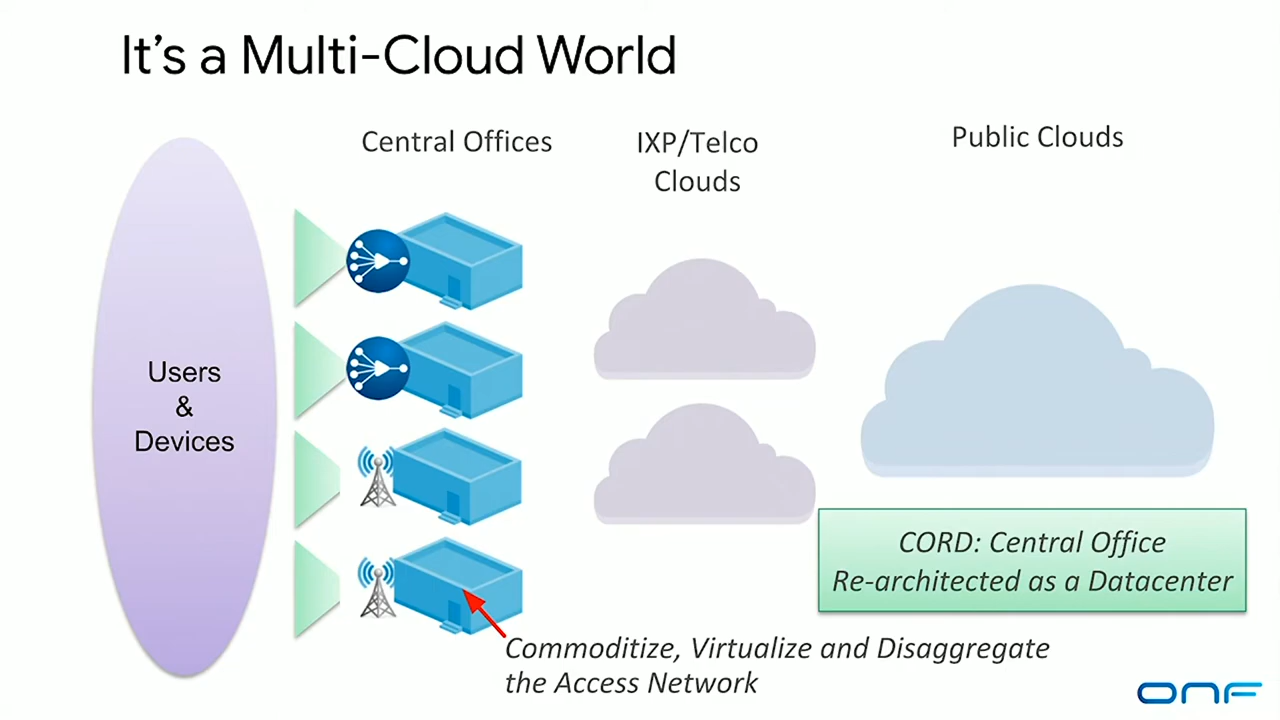 It's a Multi-Cloud World
Central Offices
IXP/Telco
Clouds
Public Clouds
Users
&
Devices
CORD: Central Office
Re-architected as a Datacenter
Commoditize, Virtualize and Disaggregate
the Access Network
ONF